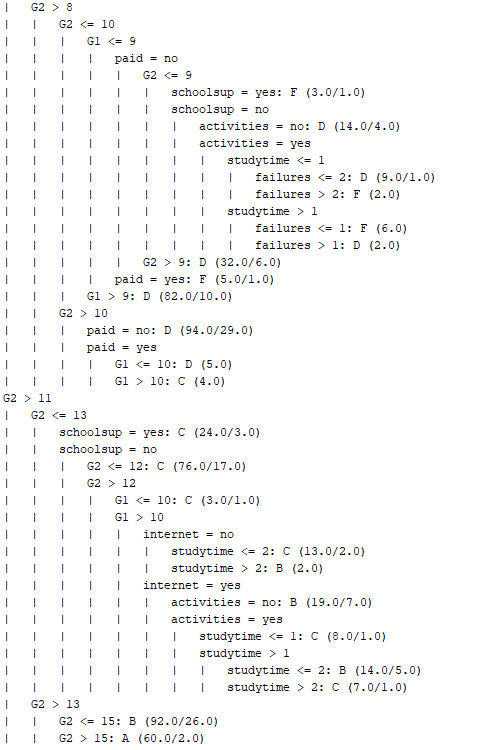 |   G2 > 8
|   |   G2 <= 10
|   |   |   G1 <= 9
|   |   |   |   paid = no
|   |   |   |   |   G2 <= 9
|   |   |   |   |   |   schoolsup = yes: F (3.0/1.0)
|   |   |   |   |   |   schoolsup = no
|   |   |   |   |   |   |   activities = no: D (14.0/4.0)
|   |   |   |   |   |   |   activities = yes
|   |   |   |   |   |   |   |   studytime <= 1
|   |   |   |   |   |   |   |   |   failures <= 2: D (9.0/1.0)
|   |   |   |   |   |   |   |   |   failures > 2: F (2.0)
|   |   |   |   |   |   |   |   studytime > 1
|   |   |   |   |   |   |   |   |   failures <= 1: F (6.0)
|   |   |   |   |   |   |   |   |   failures > 1: D (2.0)
|   |   |   |   |   G2 > 9: D (32.0/6.0)
|   |   |   |   paid = yes: F (5.0/1.0)
|   |   |   G1 > 9: D (82.0/10.0)
|   |   G2 > 10
|   |   |   paid = no: D (94.0/29.0)
|   |   |   paid = yes
|   |   |   |   G1 <= 10: D (5.0)
|   |   |   |   G1 > 10: C (4.0)
G2 > 11
|   G2 <= 13
|   |   schoolsup = yes: C (24.0/3.0)
|   |   schoolsup = no
|   |   |   G2 <= 12: C (76.0/17.0)
|   |   |   G2 > 12
|   |   |   |   G1 <= 10: C (3.0/1.0)
|   |   |   |   G1 > 10
|   |   |   |   |   internet = no
|   |   |   |   |   |   studytime <= 2: C (13.0/2.0)
|   |   |   |   |   |   studytime > 2: B (2.0)
|   |   |   |   |   internet = yes
|   |   |   |   |   |   activities = no: B (19.0/7.0)
|   |   |   |   |   |   activities = yes
|   |   |   |   |   |   |   studytime <= 1: C (8.0/1.0)
|   |   |   |   |   |   |   studytime > 1
|   |   |   |   |   |   |   |   studytime <= 2: B (14.0/5.0)
|   |   |   |   |   |   |   |   studytime > 2: C (7.0/1.0)
|   G2 > 13
|   |   G2 <= 15: B (92.0/26.0)
|   |   G2 > 15: A (60.0/2.0)